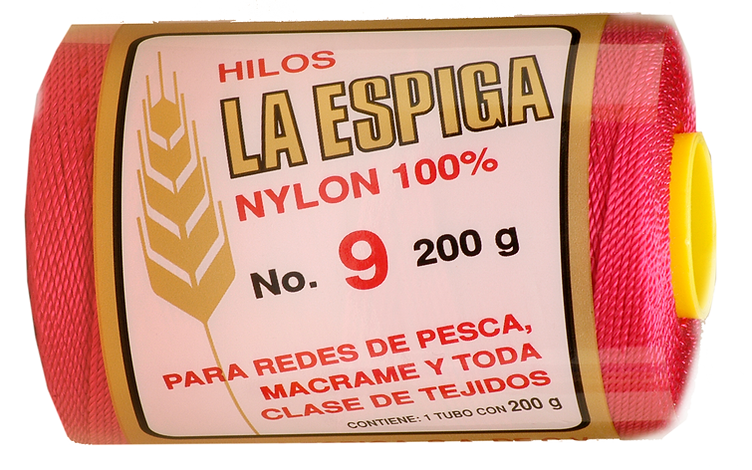 HILOS
LA ESPIGA
NYLON 100%
No. 9 200 g
PARA REDES DE PESCA,
MACRAME Y TODA
CLASE DE TEJIDOS
CONTIENE: 1 TUBO CON 200 g